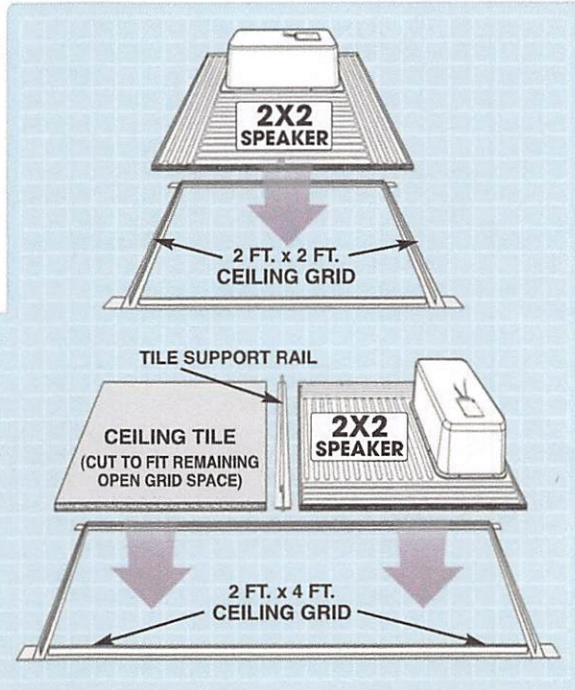 2X2
SPEAKER
2 FT. x 2 FT.
CEILING GRID
TILE SUPPORT RAIL
CEILING TILE
(CUT TO FIT REMAINING
OPEN GRID SPACE)
2X2
SPEAKER
2 FT. x 4 FT.
CEILING GRID